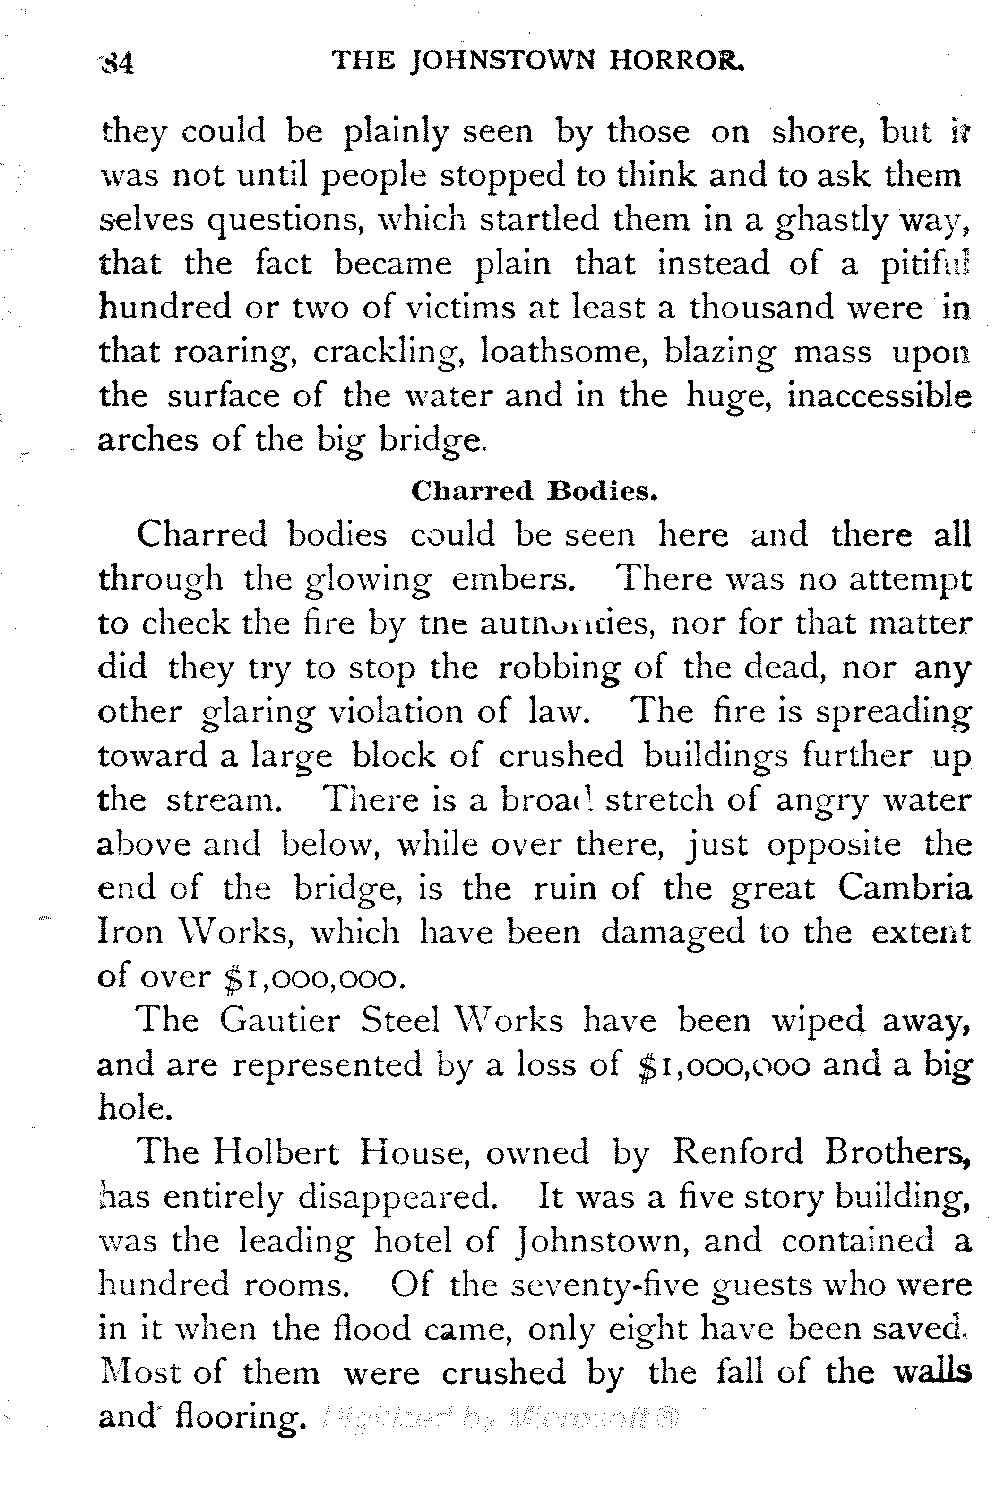 84 THE JOHNSTOWN HORROR.
they could be plainly seen by those on shore, but it
was not until people stopped to think and to ask them
selves questions, which startled them in a ghastly way,
that the fact became plain that instead of a pitiful
hundred or two of victims at least a thousand were in
that roaring, crackling, loathsome, blazing mass upon
the surface of the water and in the huge, inaccessible
arches of the big bridge.
Charred Bodies.
Charred bodies could be seen here and there all
through the glowing embers. There was no attempt
to check the fire by the authorities, nor for that matter
did they try to stop the robbing of the dead, nor any
other glaring violation of law. The fire is spreading
toward a large block of crushed buildings further up
the stream. There is a broad stretch of angry water
above and below, while over there, just opposite the
end of the bridge, is the ruin of the great Cambria
Iron Works, which have been damaged to the extent
of over $1,000,000.
The Gautier Steel Works have been wiped away,
and are represented by a loss of $1,000,000 and a big
hole.
The Holbert House, owned by Renford Brothers,
has entirely disappeared. It was a five story building,
was the leading hotel of Johnstown, and contained a
hundred rooms. Of the seventy-five guests who were
in it when the flood came, only eight have been saved.
Most of them were crushed by the fall of the walls
and flooring. Digitized by Microsoft®